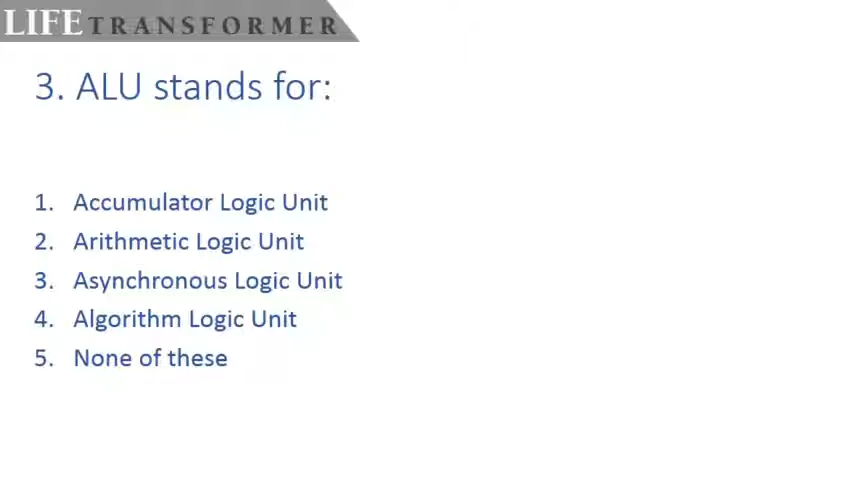 LIFE TRANSFORMER
3. ALU stands for:
1. Accumulator Logic Unit
2. Arithmetic Logic Unit
3. Asynchronous Logic Unit
4. Algorithm Logic Unit
5. None of these